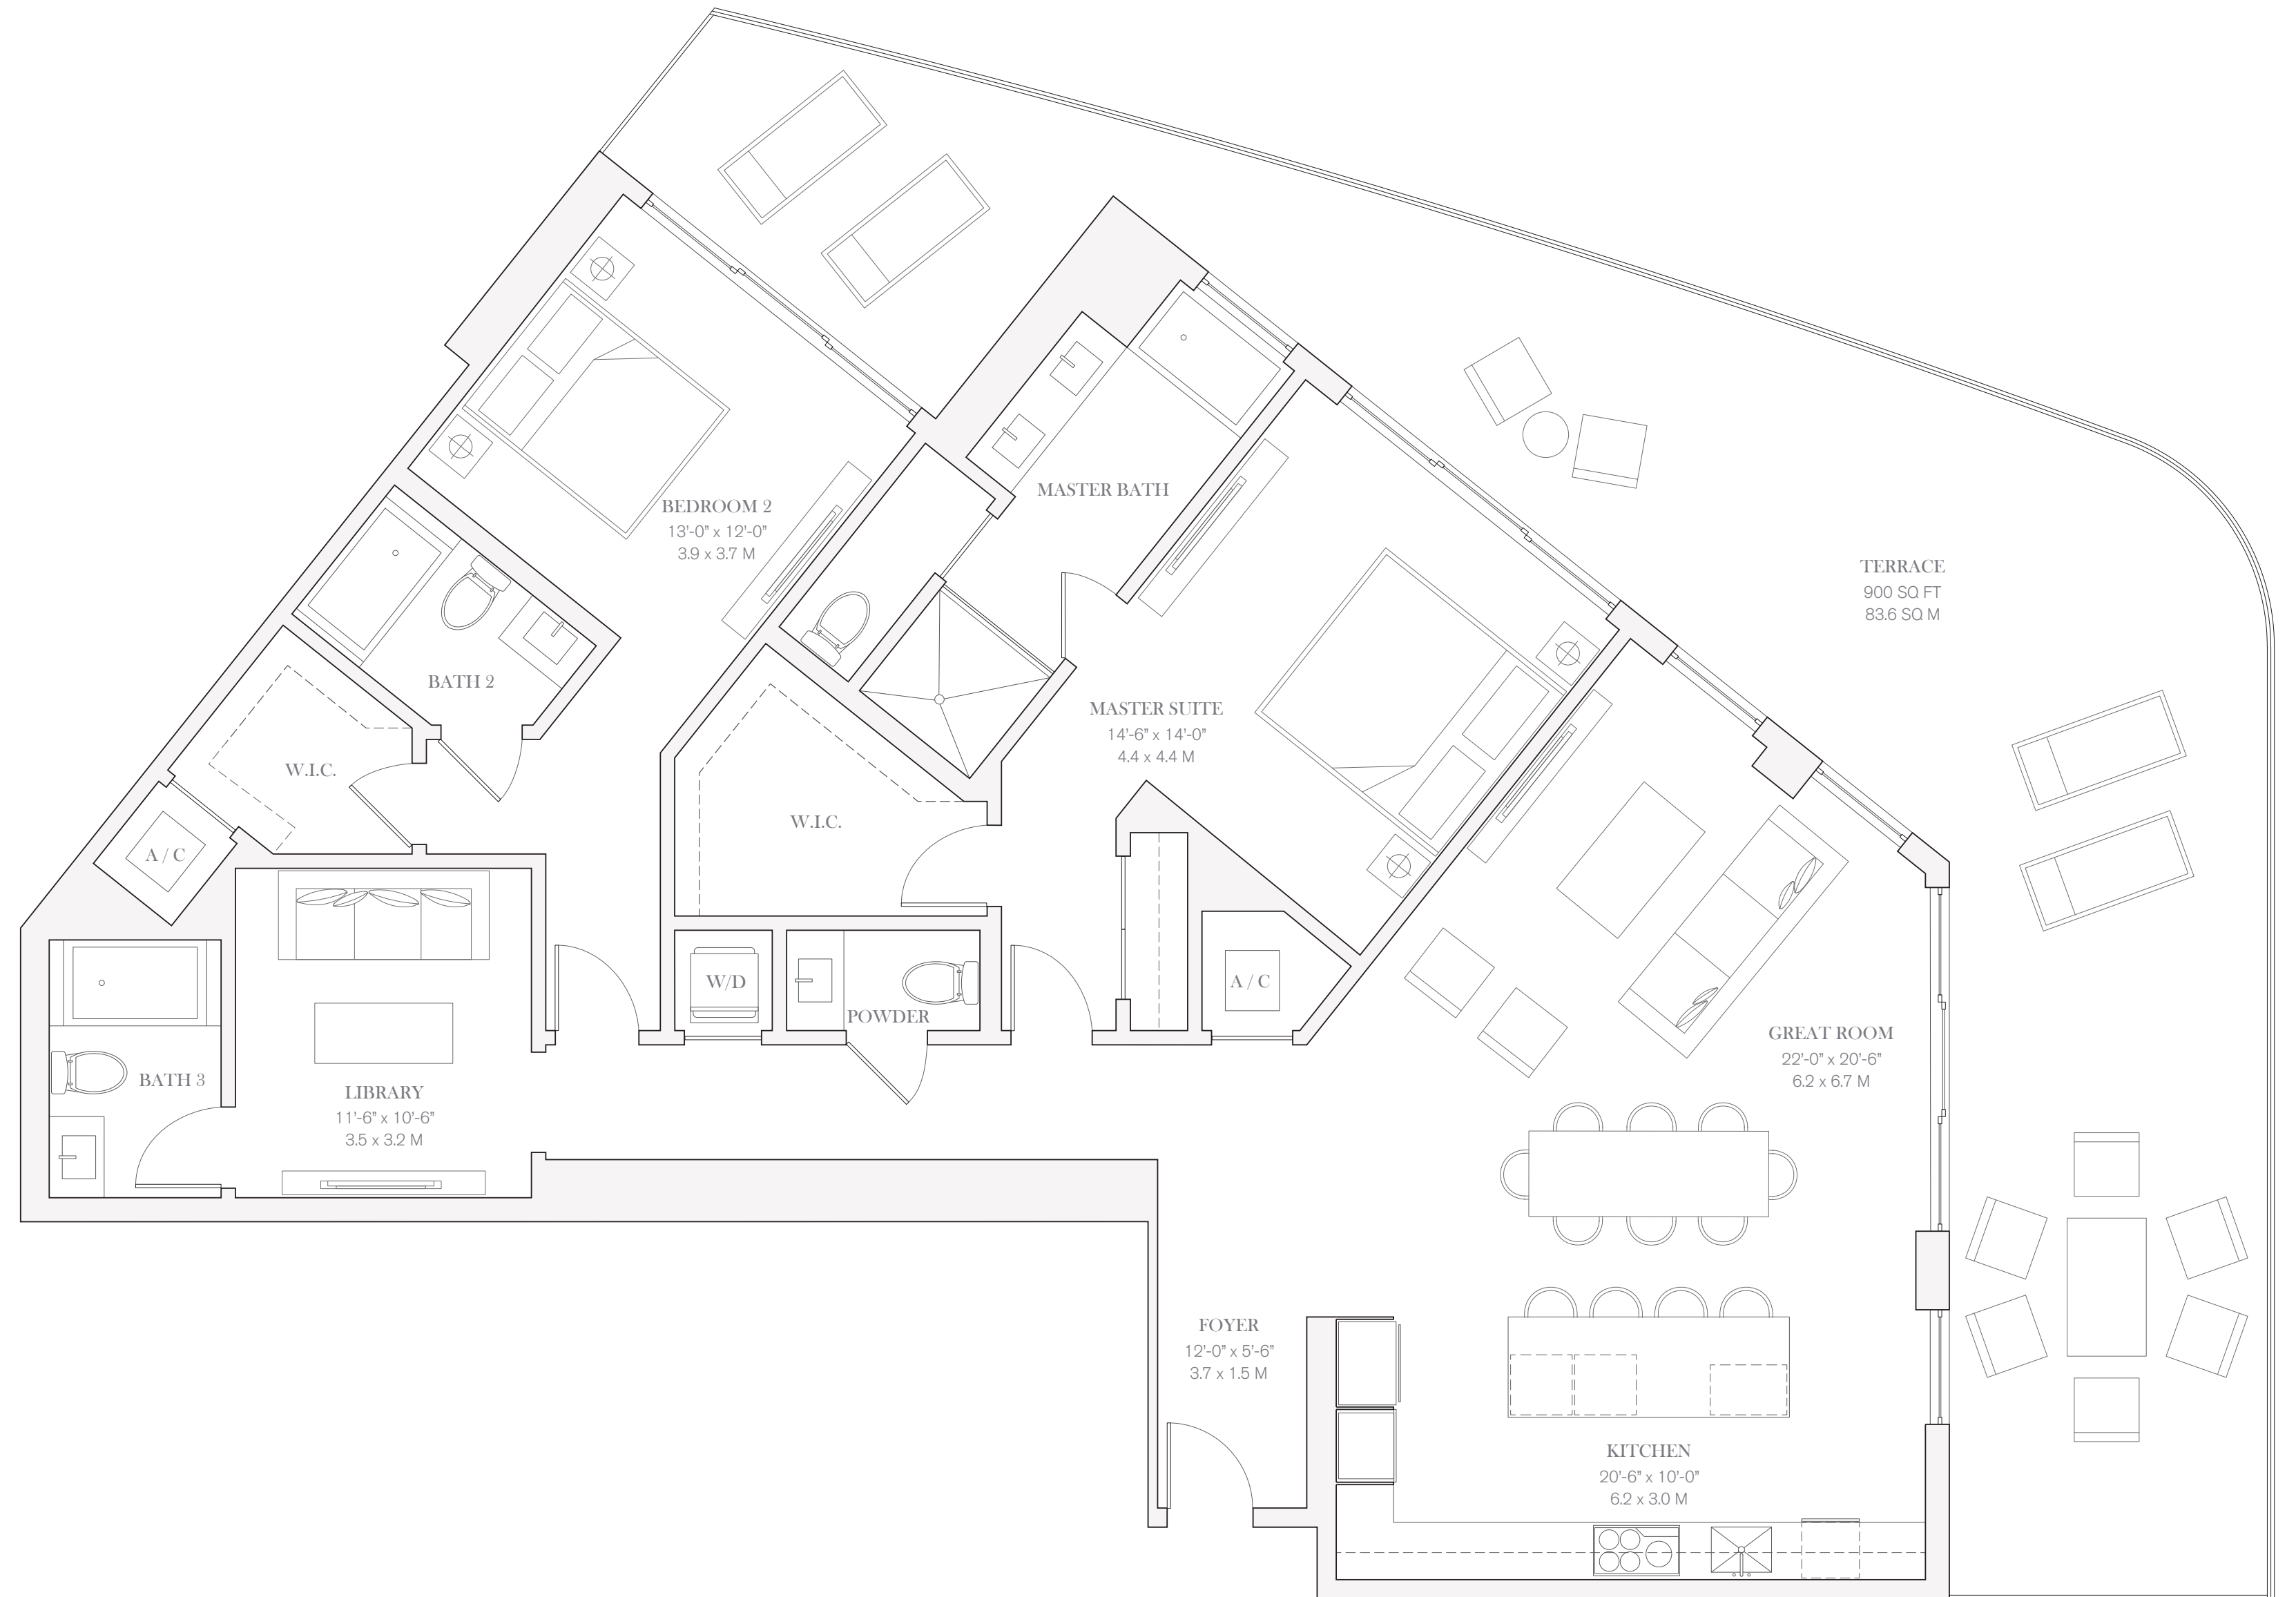 BEDROOM 2
13'-0" x 12'-0"
3.9 x 3.7 M
MASTER BATH
TERRACE
900 SQ FT
83.6 SQ M
BATH 2
MASTER SUITE
14'-6" x 14'-0"
4.4 x 4.4 M
W.I.C.
W.I.C.
A / C
W/D
POWDER
A / C
GREAT ROOM
22'-0" x 20'-6"
6.2 x 6.7 M
BATH 3
LIBRARY
11'-6" x 10'-6"
3.5 x 3.2 M
FOYER
12'-0" x 5'-6"
3.7 x 1.5 M
KITCHEN
20'-6" x 10'-0"
6.2 x 3.0 M